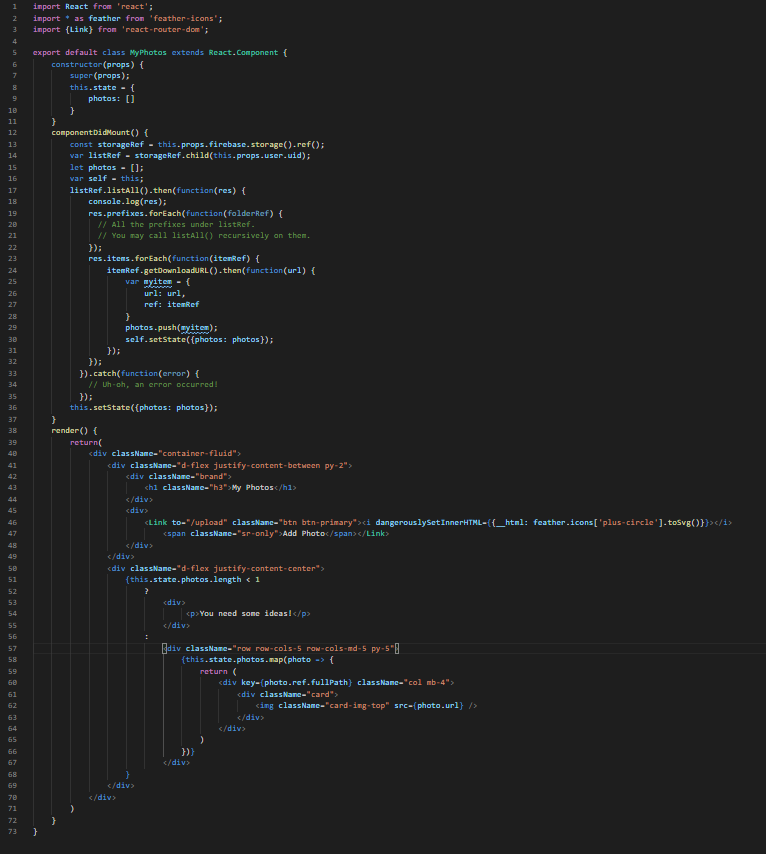 1 import React from 'react';
2 import * as feather from 'feather-icons';
3 import {Link} from 'react-router-dom';
4
5 export default class MyPhotos extends React.Component {
6     constructor(props) {
7         super(props);
8         this.state = {
9             photos: []
10         }
11     }
12     componentDidMount() {
13         const storageRef = this.props.firebase.storage().ref();
14         var listRef = storageRef.child(this.props.user.uid);
15         let photos = [];
16         var self = this;
17         listRef.listAll().then(function(res) {
18             console.log(res);
19             res.prefixes.forEach(function(folderRef) {
20               // All the prefixes under listRef.
21               // You may call listAll() recursively on them.
22             });
23             res.items.forEach(function(itemRef) {
24                 itemRef.getDownloadURL().then(function(url) {
25                     var myitem = {
26                         url: url,
27                         ref: itemRef
28                     }
29                     photos.push(myitem);
30                     self.setState({photos: photos});
31                 });
32             });
33           }).catch(function(error) {
34             // Uh-oh, an error occurred!
35           });
36         this.setState({photos: photos});
37     }
38     render() {
39         return(
40             <div className="container-fluid">
41                 <div className="d-flex justify-content-between py-2">
42                     <div className="brand">
43                         <h1 className="h3">My Photos</h1>
44                     </div>
45                     <div>
46                         <Link to="/upload" className="btn btn-primary"><i dangerouslySetInnerHTML={{__html: feather.icons['plus-circle'].toSvg()}}></i>
47                             <span className="sr-only">Add Photo</span></Link>
48                     </div>
49                 </div>
50                 <div className="d-flex justify-content-center">
51                     {this.state.photos.length < 1
52                         ?
53                             <div>
54                                 <p>You need some ideas!</p>
55                             </div>
56                         :
57                             <div className="row row-cols-5 row-cols-md-5 py-5">
58                                 {this.state.photos.map(photo => {
59                                     return (
60                                         <div key={photo.ref.fullPath} className="col mb-4">
61                                             <div className="card">
62                                                 <img className="card-img-top" src={photo.url} />
63                                             </div>
64                                         </div>
65                                     )
66                                 })}
67                             </div>
68                     }
69                 </div>
70             </div>
71         )
72     }
73 }